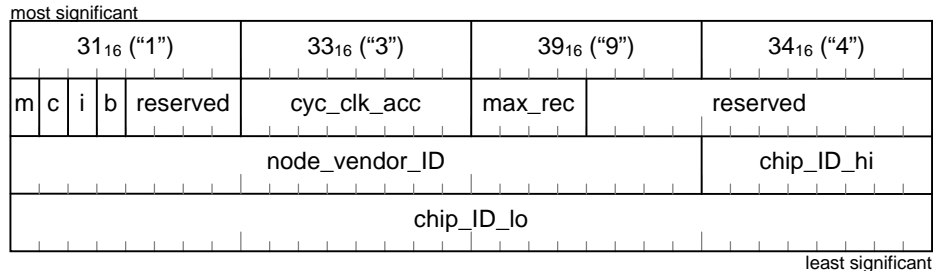 most significant
31₁₆ (“1”) 33₁₆ (“3”) 39₁₆ (“9”) 34₁₆ (“4”)
m c i b reserved cyc_clk_acc max_rec reserved
node_vendor_ID chip_ID_hi
chip_ID_lo
least significant